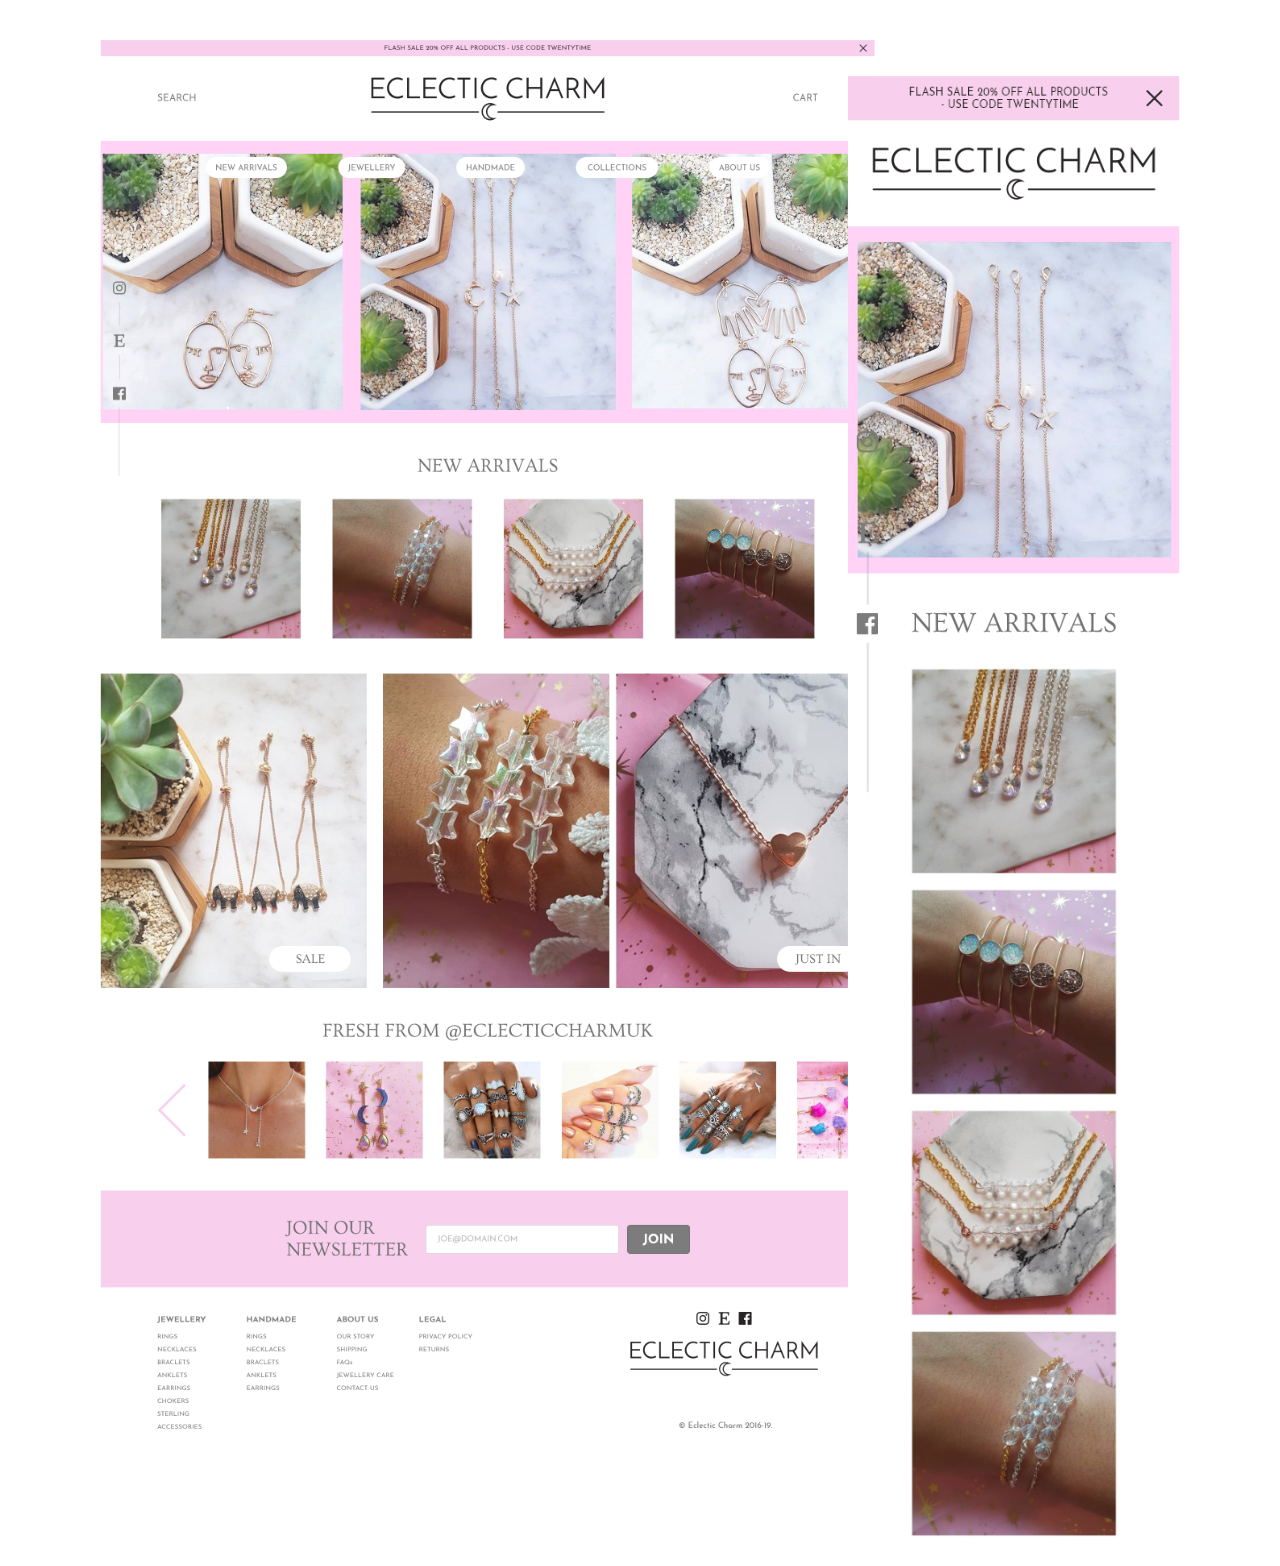 FLASH SALE 20% OFF ALL PRODUCTS - USE CODE TWENTYTIME
SEARCH
ECLECTIC CHARM
CART
NEW ARRIVALS
JEWELLERY
HANDMADE
COLLECTIONS
ABOUT US
E
NEW ARRIVALS
SALE
JUST IN
FRESH FROM @ECLECTICCHARMUK
JOIN OUR
NEWSLETTER
JOE@DOMAIN.COM
JOIN
JEWELLERY
RINGS
NECKLACES
BRACLETS
ANKLETS
EARRINGS
CHOKERS
STERLING
ACCESSORIES
HANDMADE
RINGS
NECKLACES
BRACLETS
ANKLETS
EARRINGS
ABOUT US
OUR STORY
SHIPPING
FAQs
JEWELLERY CARE
CONTACT US
LEGAL
PRIVACY POLICY
RETURNS
E
ECLECTIC CHARM
© Eclectic Charm 2016-19.
FLASH SALE 20% OFF ALL PRODUCTS
- USE CODE TWENTYTIME
ECLECTIC CHARM
NEW ARRIVALS